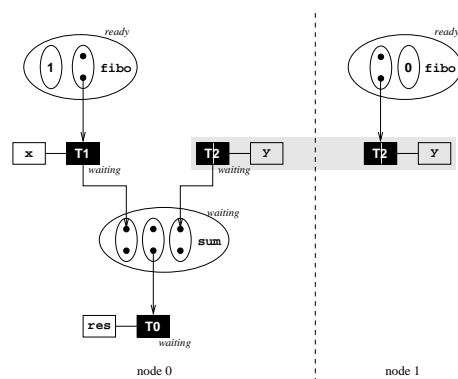 ready
ready
1 fibo
0 fibo
x T1
T2 y
T2 y
waiting
waiting
waiting
sum
res T0
waiting
node 0
node 1